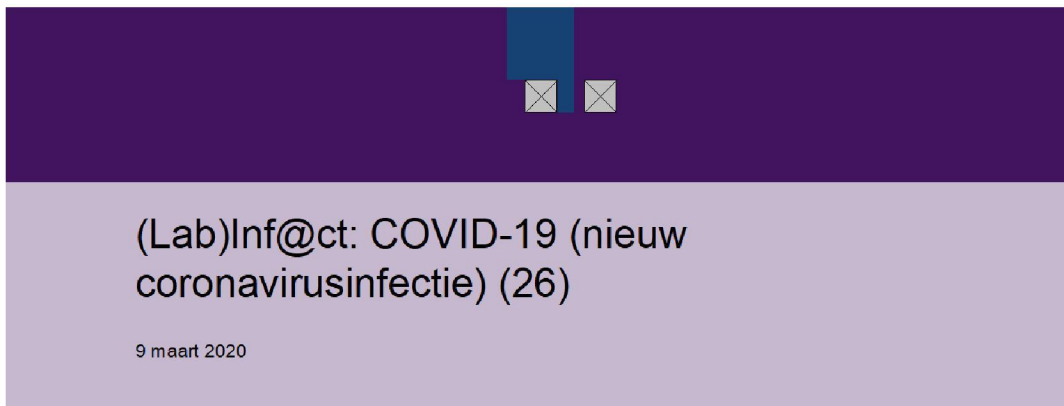 (Lab)Inf@ct: COVID-19 (nieuw
coronavirusinfectie) (26)
9 maart 2020